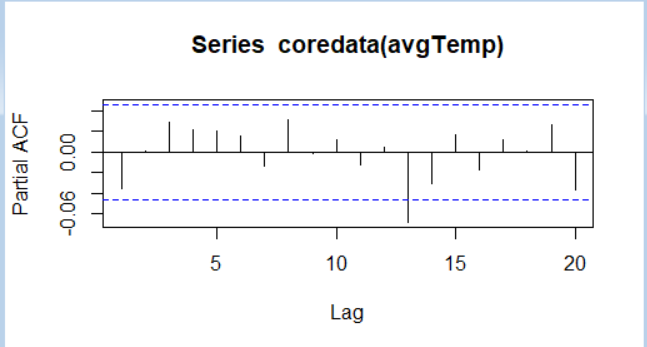 Series coredata(avgTemp)
Partial ACF
0.00
-0.06
5 10 15 20
Lag